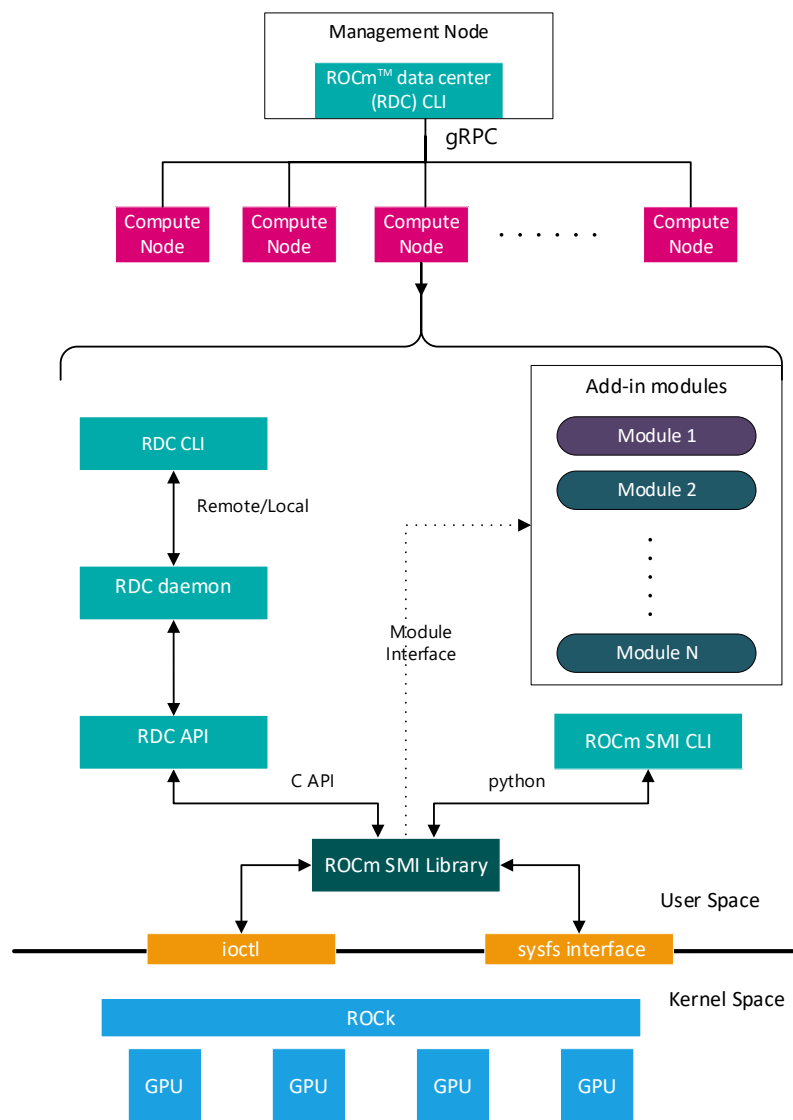 Management Node
ROCm™ data center
(RDC) CLI
gRPC
Compute
Node
Compute
Node
Compute
Node
Compute
Node
Add-in modules
Module 1
Module 2
Module N
RDC CLI
Remote/Local
RDC daemon
Module
Interface
RDC API
ROCm SMI CLI
C API
python
ROCm SMI Library
User Space
ioctl
sysfs interface
Kernel Space
ROCk
GPU
GPU
GPU
GPU